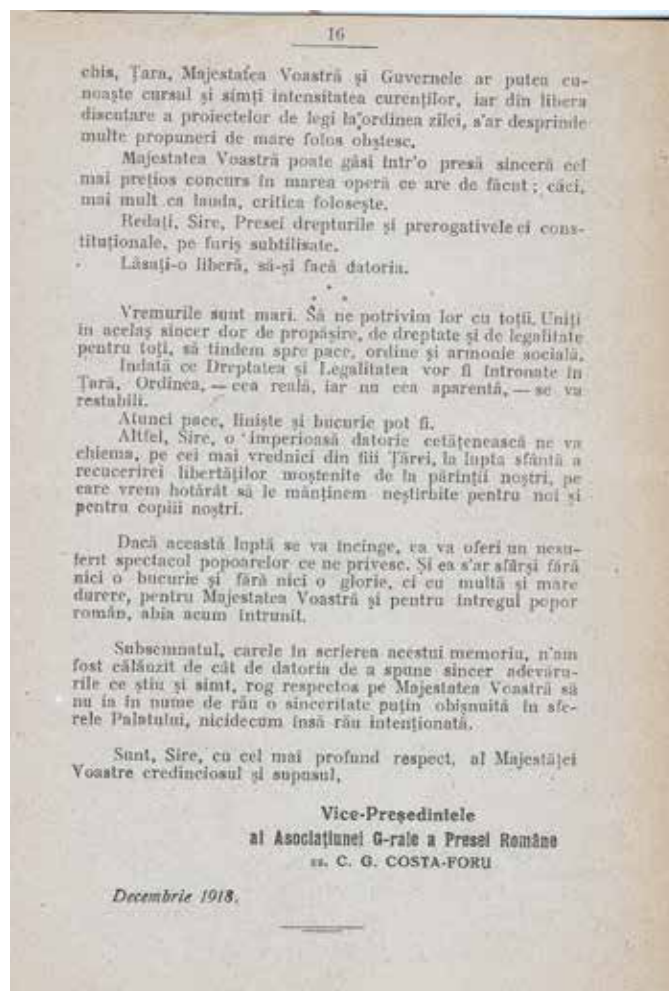 16
chis, Țara, Majestatea Voastră și Guvernele ar putea cu-
noaște cursul și simți intensitatea curenților, iar din libera
discutare a proiectelor de legi la ordinea zilei, s'ar desprinde
multe propuneri de mare folos obștesc.
Majestatea Voastră poate găsi într'o presă sinceră cel
mai prețios concurs în marea operă ce are de făcut; căci,
mai mult ca lauda, critica folosește.
Redați, Sire, Presei drepturile și prerogativele ei cons-
tituționale, pe furiș subtilisate.
Lăsați-o liberă, să-și facă datoria.
* * *
Vremurile sunt mari. Să ne potrivim lor cu toții. Uniți
în acelaș sincer dor de propășire, de dreptate și de legalitate
pentru toți, să tindem spre pace, ordine și armonie socială.
Îndată ce Dreptatea și Legalitatea vor fi întronate în
Țară, Ordinea, — cea reală, iar nu cea aparentă, — se va
restabili.
Atunci pace, liniște și bucurie pot fi.
Altfel, Sire, o imperioasă datorie cetățenească ne va
chiema, pe cei mai vrednici din fiii Țărei, la lupta sfântă a
recucerirei libertăților moștenite de la părinții noștri, pe
care vrem hotărât să le mănținem neștirbite pentru noi și
pentru copiii noștri.
Dacă această luptă se va încinge, ea va oferi un nesu-
ferit spectacol popoarelor ce ne privesc. Și ea s'ar sfârși fără
nici o bucurie și fără nici o glorie, ci cu multă și mare
durere, pentru Majestatea Voastră și pentru întregul popor
român, abia acum întrunit.
Subsemnatul, carele în scrierea acestui memoriu, n'am
fost călăuzit de cât de datoria de a spune sincer adevăru-
rile ce știu și simt, rog respectos pe Majestatea Voastră să
nu ia în nume de rău o sinceritate puțin obișnuită în sfe-
rele Palatului, nicidecum însă rău intenționată.
Sunt, Sire, cu cel mai profund respect, al Majestăței
Voastre credinciosul și supusul,
Vice-Președintele
al Asociațiunei G-rale a Presei Române
ss. C. G. COSTA-FORU
Decembrie 1918.